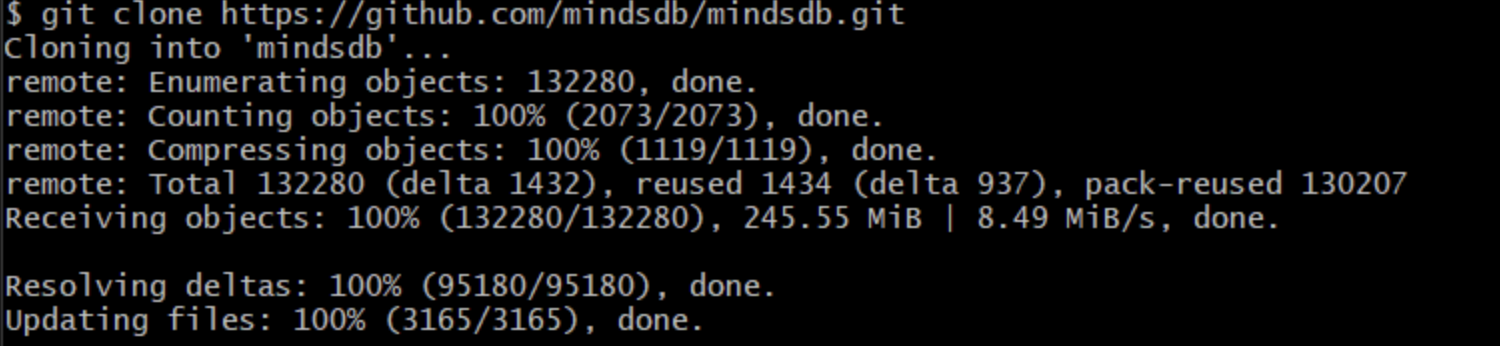 $ git clone https://github.com/mindsdb/mindsdb.git
Cloning into 'mindsdb'...
remote: Enumerating objects: 132280, done.
remote: Counting objects: 100% (2073/2073), done.
remote: Compressing objects: 100% (1119/1119), done.
remote: Total 132280 (delta 1432), reused 1434 (delta 937), pack-reused 130207
Receiving objects: 100% (132280/132280), 245.55 MiB | 8.49 MiB/s, done.
Resolving deltas: 100% (95180/95180), done.
Updating files: 100% (3165/3165), done.